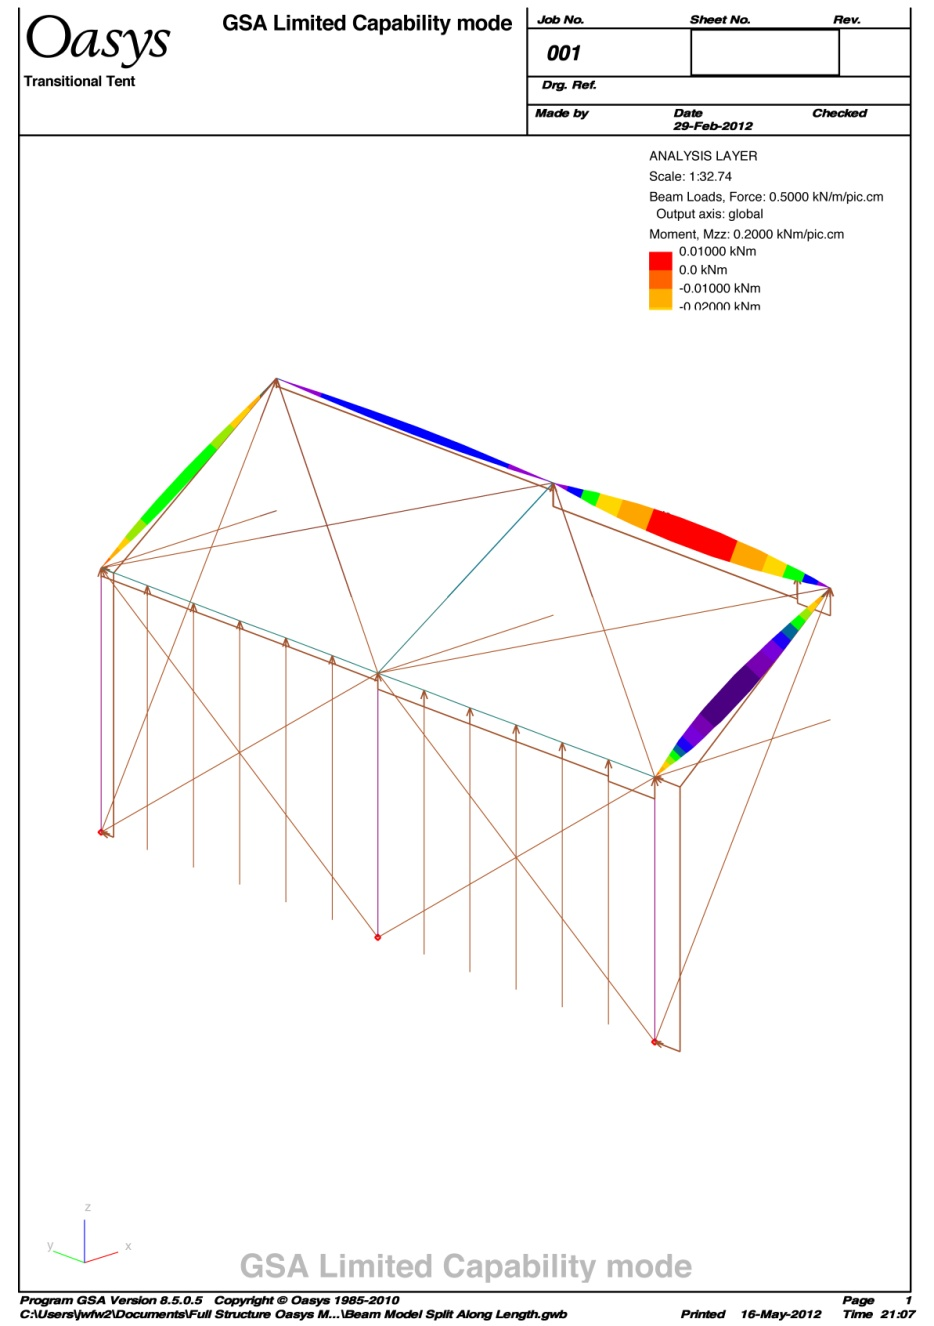 Oasys
GSA Limited Capability mode
Transitional Tent
Job No.
Sheet No.
Rev.
001
Drg. Ref.
Made by
Date
Checked
29-Feb-2012
ANALYSIS LAYER
Scale: 1:32.74
Beam Loads, Force: 0.5000 kN/m/pic.cm
Output axis: global
Moment, Mzz: 0.2000 kNm/pic.cm
0.01000 kNm
0.0 kNm
-0.01000 kNm
-0.02000 kNm
z
y
x
GSA Limited Capability mode
Program GSA Version 8.5.0.5 Copyright © Oasys 1985-2010
Page 1
C:\Users\jwfw2\Documents\Full Structure Oasys M...\Beam Model Split Along Length.gwb
Printed 16-May-2012 Time 21:07